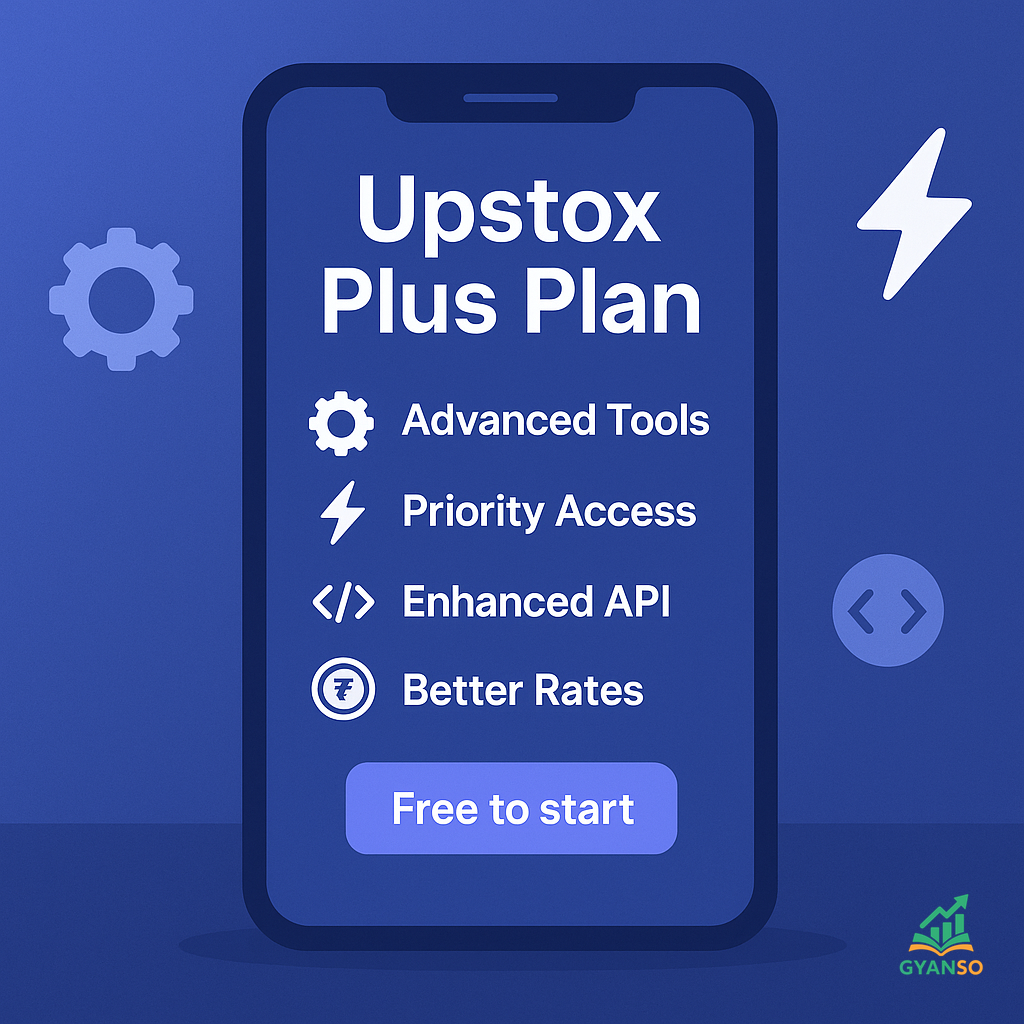 Upstox
Plus Plan
Advanced Tools
Priority Access
Enhanced API
Better Rates
Free to start
GYANSO